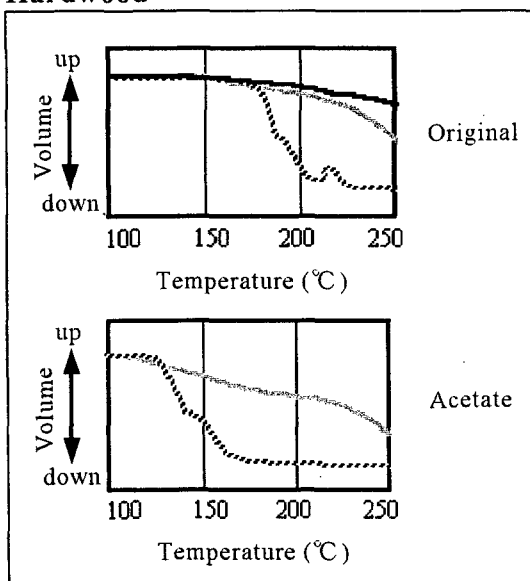 Hardwood
up
Volume
down
Original
100 150 200 250
Temperature (℃)
up
Volume
down
Acetate
100 150 200 250
Temperature (℃)